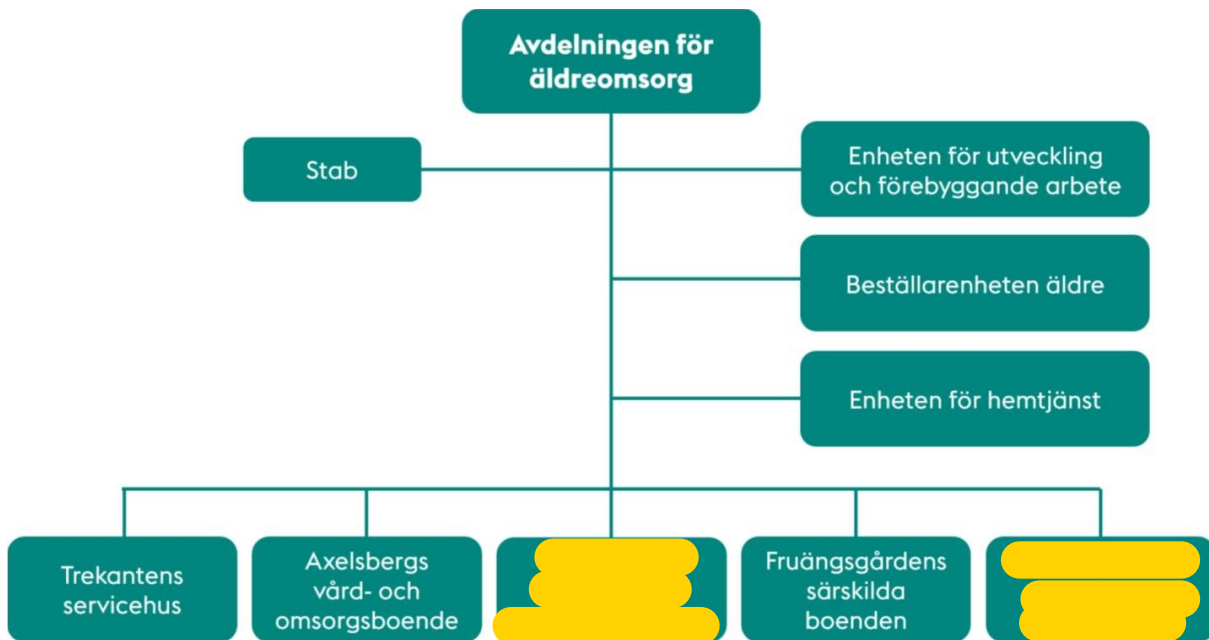 Avdelningen för
äldreomsorg
Stab
Enheten för utveckling
och förebyggande arbete
Beställarenheten äldre
Enheten för hemtjänst
Trekantens
servicehus
Axelsbergs
vård- och
omsorgsboende
Fruängsgårdens
särskilda
boenden